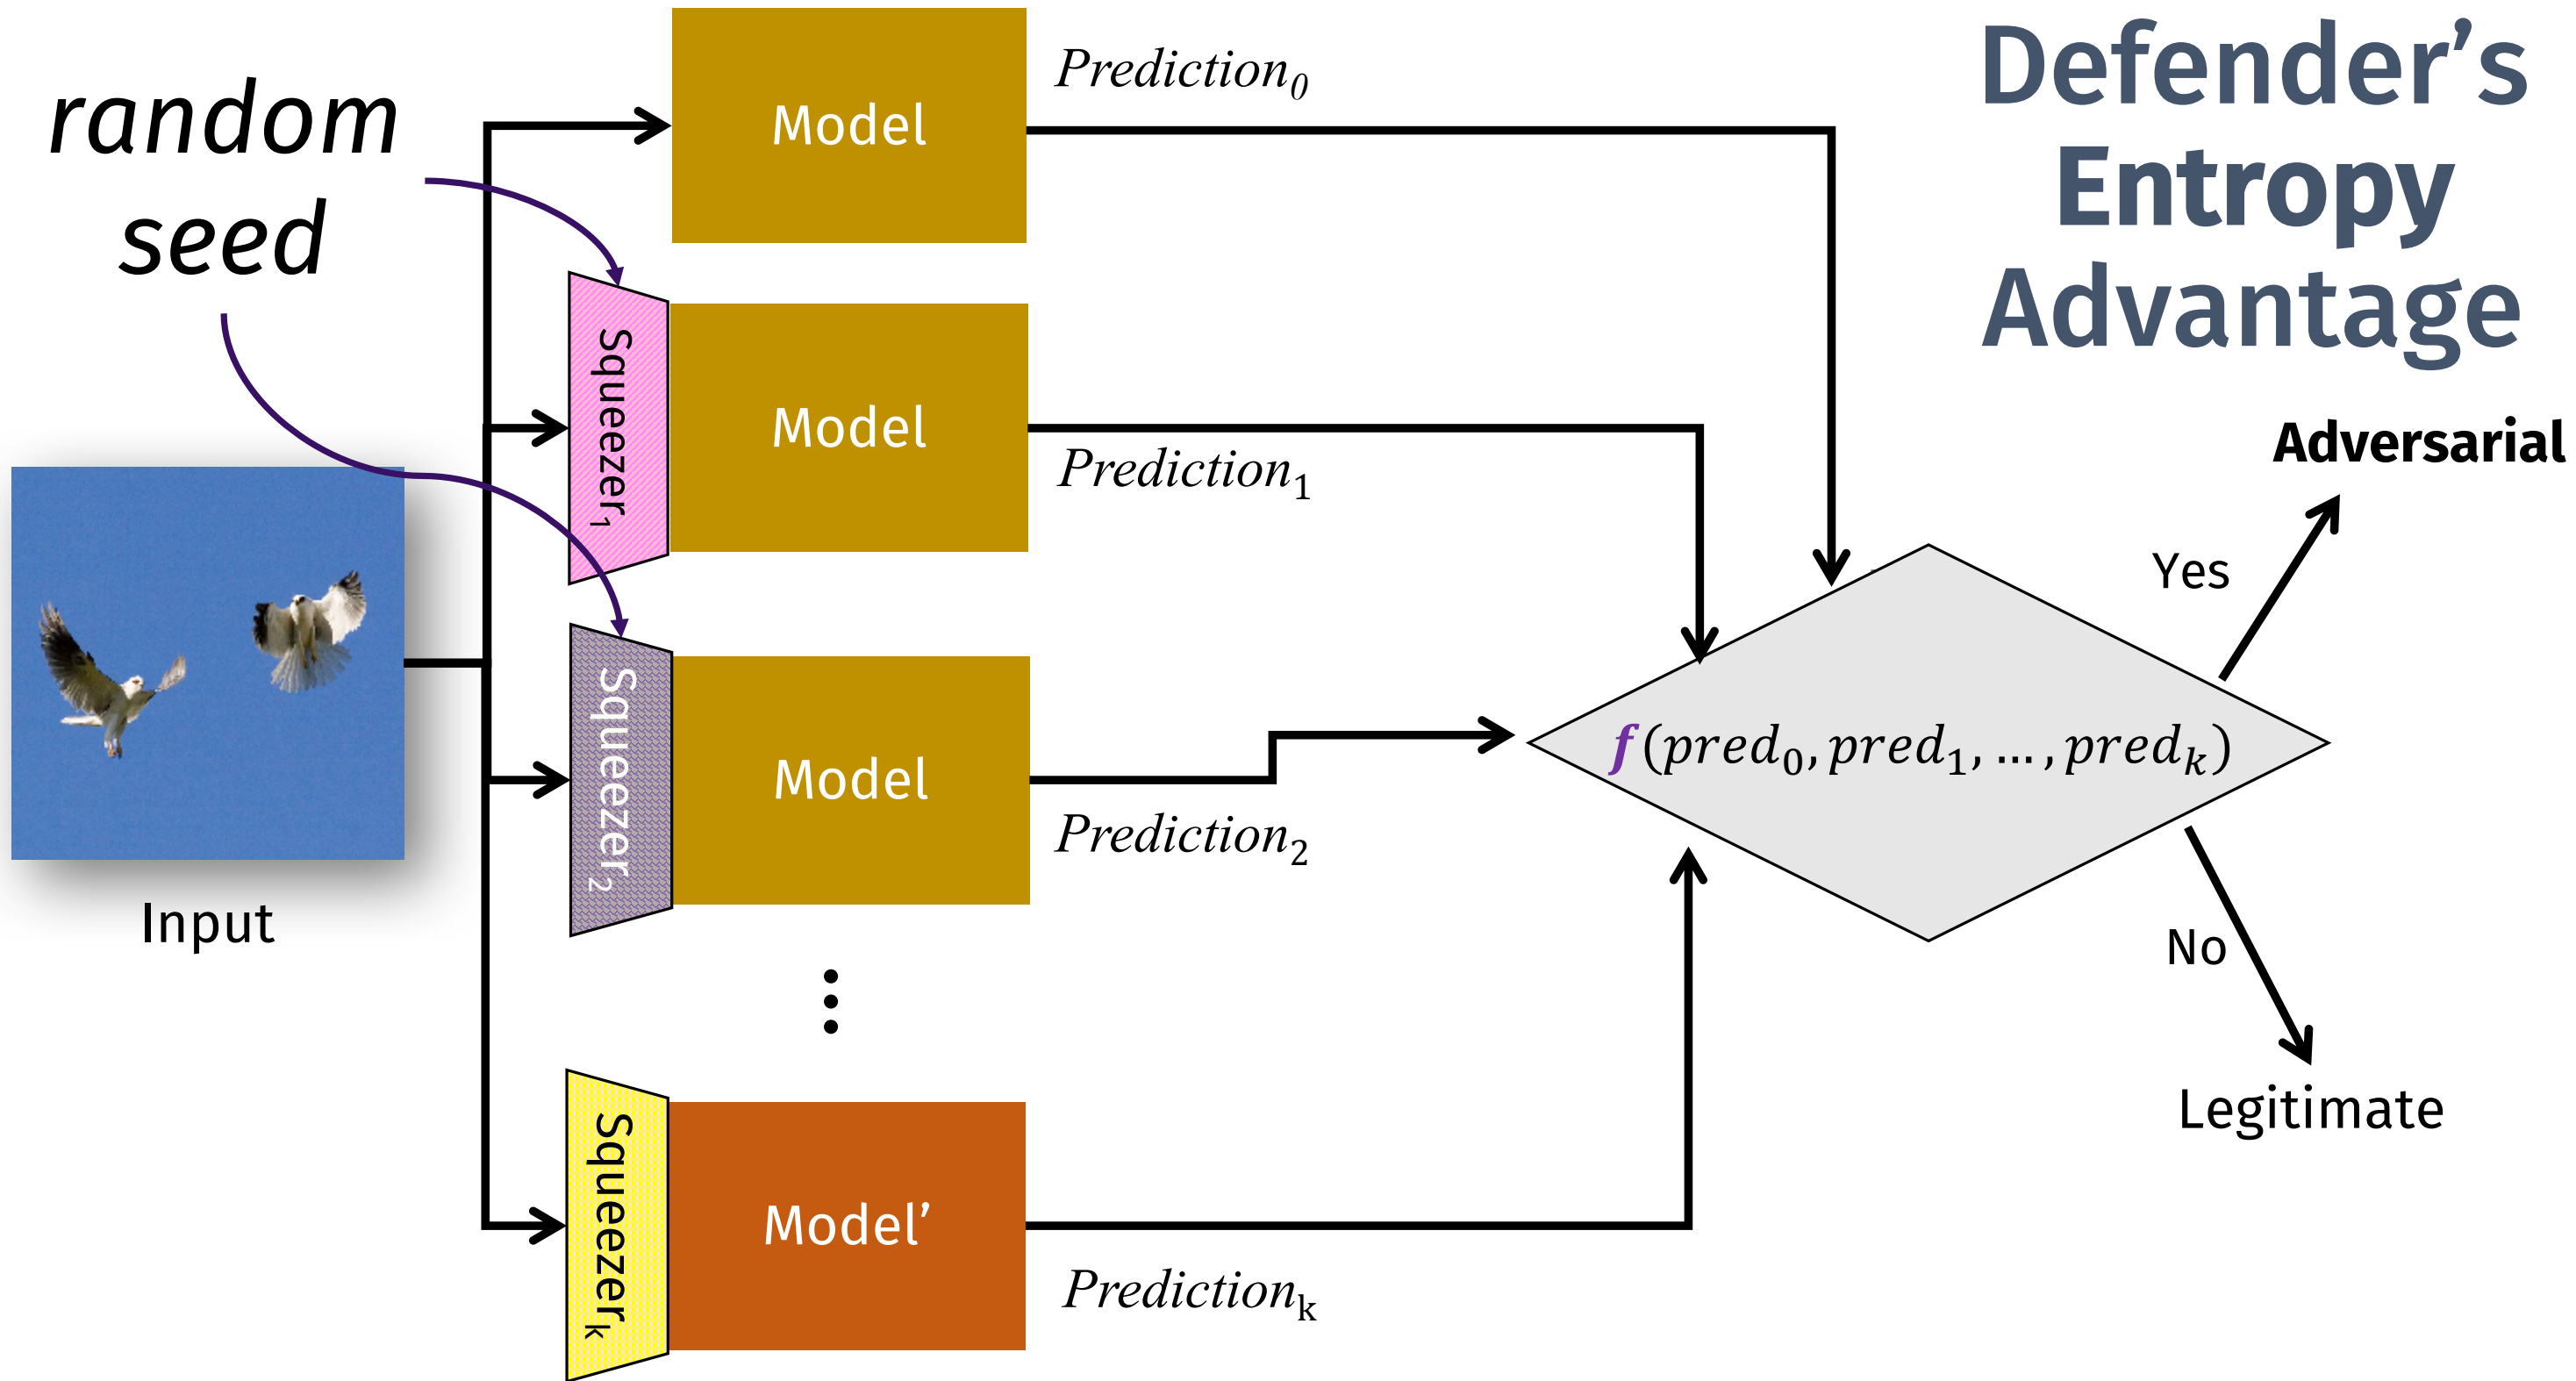 Defender’s
Entropy
Advantage
random
seed
Input
Model
Prediction₀
Squeezer₁
Model
Prediction₁
Squeezer₂
Model
Prediction₂
⋮
Squeezerₖ
Model’
Predictionₖ
f(pred₀, pred₁, … , predₖ)
Yes
Adversarial
No
Legitimate